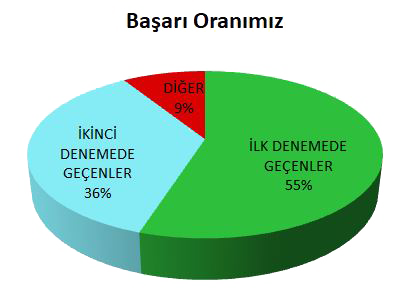 Başarı Oranımız
DİĞER
9%
İKİNCİ
DENEMEDE
GEÇENLER
36%
İLK DENEMEDE
GEÇENLER
55%